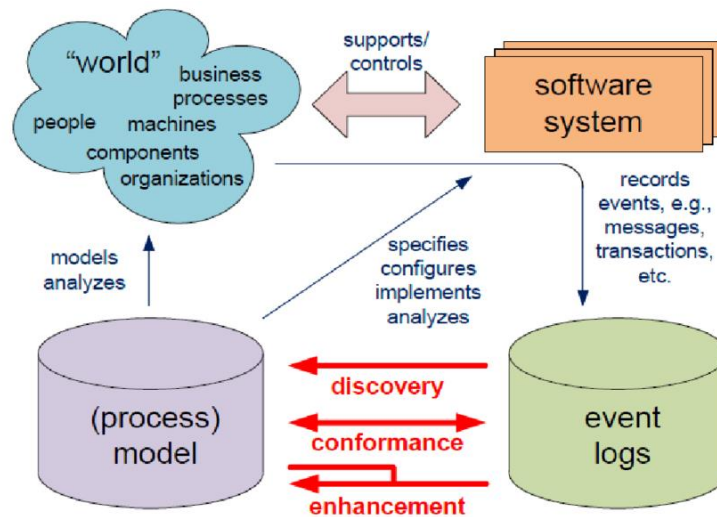 "world"
business
processes
people
machines
components
organizations
supports/
controls
software
system
records
events, e.g.,
messages,
transactions,
etc.
models
analyzes
specifies
configures
implements
analyzes
discovery
(process)
model
conformance
event
logs
enhancement